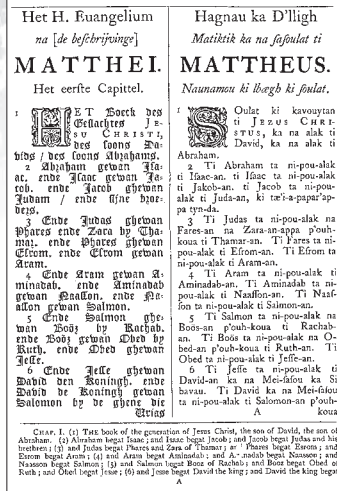 Het H. Euangelium
na [de beſchrijvinge]
MATTHEI.
Het eerſte Capittel.
1 HET Boeck des
Geſlachtes JE-
SU CHRISTI,
des ſoons Da-
vids / des ſoons Abrahams.
2 Abraham gewan Iſa-
ac. ende Iſaac gewan Ja-
cob. ende Jacob ghewan
Judam / ende ſijne broe-
ders.
3 Ende Judas ghewan
Phares ende Zara by Tha-
mar. ende Phares ghewan
Eſrom. ende Eſrom gewan
Aram.
4 Ende Aram gewan A-
minadab. ende Aminadab
gewan Naaſſon. ende Na-
aſſon gewan Salmon.
5 Ende Salmon ghe-
wan Boöz by Rachab.
ende Boöz gewan Obed by
Ruth. ende Obed ghewan
Jeſſe.
6 Ende Jeſſe ghewan
David den Koningh. ende
David de Koningh gewan
Salomon by de ghene die
Urias
Hagnau ka D'lligh
Matiktik ka na ſaſoulat ti
MATTHEUS.
Naunamou ki lbægh ki ſoulat.
1 SOulat ki kavouytan
ti JEZUS CHRI-
STUS, ka na alak ti
David, ka na alak ti
Abraham.
2 Ti Abraham ta ni-pou-alak
ti Iſaac-an. ti Iſaac ta ni-pou-alak
ti Jakob-an. ti Jacob ta ni-pou-
alak ti Juda-an, ki tæ'i-a-papar'ap-
pa tyn-da.
3 Ti Judas ta ni-pou-alak na
Fares-an na Zara-an-appa p'ouh-
koua ti Thamar-an. Ti Fares ta ni-
pou-alak ti Eſrom-an. Ti Eſrom ta
ni-pou-alak ti Aram-an.
4 Ti Aram ta ni-pou-alak ti
Aminadab-an. Ti Aminadab ta ni-
pou-alak ti Naaſſon-an. Ti Naaſ-
ſon ta ni-pou-alak ti Salmon-an.
5 Ti Salmon ta ni-pou-alak na
Boös-an p'ouh-koua ti Rachab-
an. Ti Boös ta ni-pou-alak na O-
bed-an p'ouh-koua ti Ruth-an. Ti
Obed ta ni-pou-alak ti Jeſſe-an.
6 Ti Jeſſe ta ni-pou-alak ti
David-an ka na Mei-ſaſou ka Si
bavau. Ti David ka na Mei-ſaſou
ta ni-pou-alak ti Salomon-an p'ouh-
A koua
CHAP. I. (1) THE book of the generation of Jesus Christ, the son of David, the son of
Abraham. (2) Abraham begat Isaac; and Isaac begat Jacob; and Jacob begat Judas and his
brethren; (3) and Judas begat Phares and Zara of Thamar; and Phares begat Esrom; and
Esrom begat Aram; (4) and Aram begat Aminadab; and Aminadab begat Naasson; and
Naasson begat Salmon; (5) and Salmon begat Booz of Rachab; and Booz begat Obed of
Ruth; and Obed begat Jesse; (6) and Jesse begat David the king; and David the king begat
A